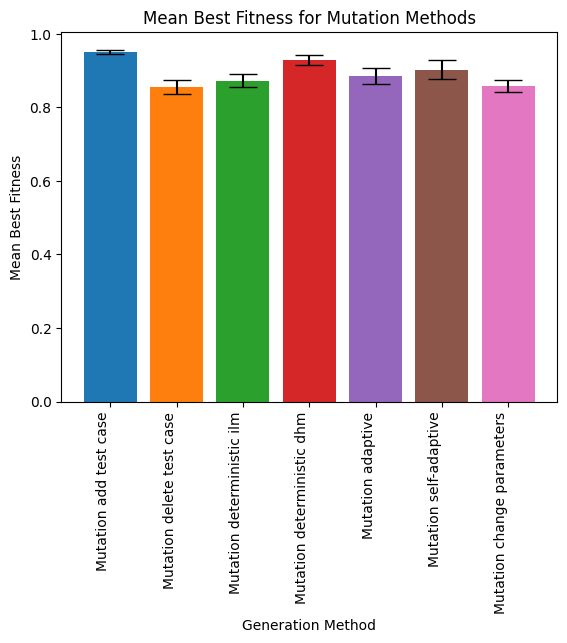 Mean Best Fitness for Mutation Methods
1.0
0.8
0.6
0.4
0.2
0.0
Mean Best Fitness
Mutation add test case
Mutation delete test case
Mutation deterministic ilm
Mutation deterministic dhm
Mutation adaptive
Mutation self-adaptive
Mutation change parameters
Generation Method